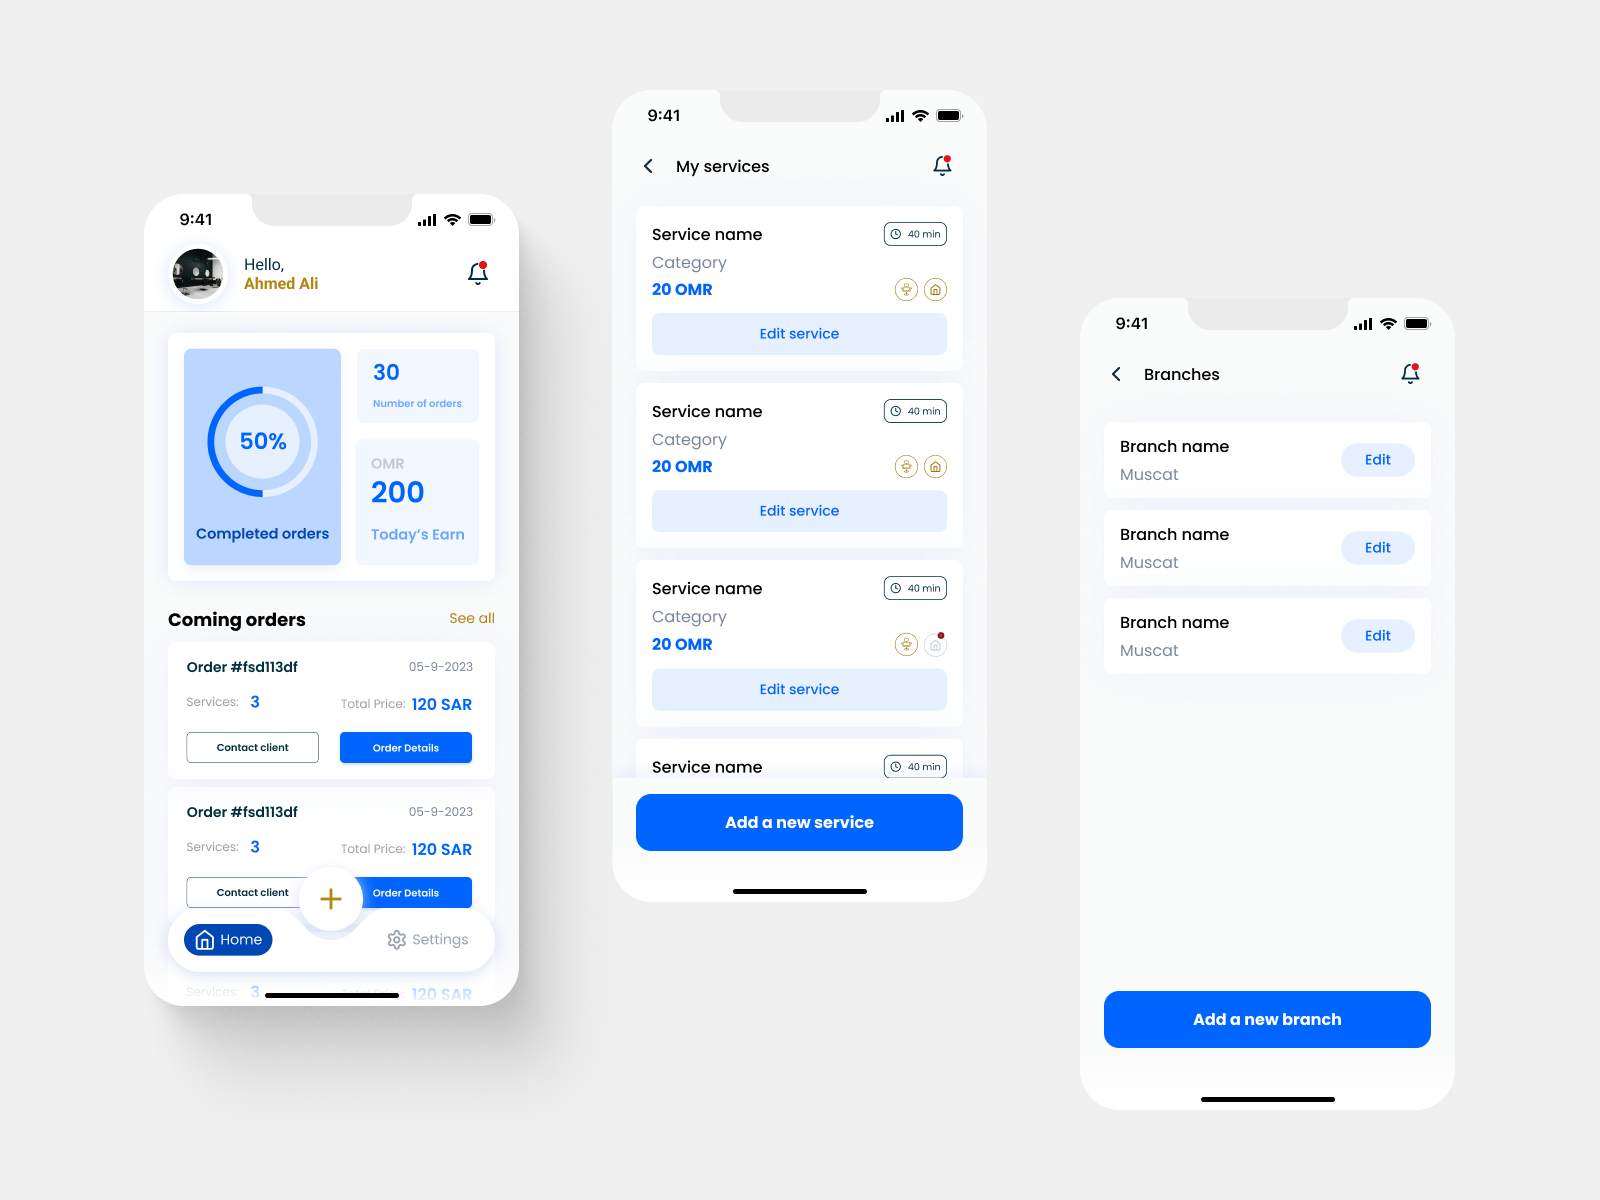 9:41
Hello,
Ahmed Ali
50%
Completed orders
30
Number of orders
OMR
200
Today's Earn
Coming orders
See all
Order #fsd113df
05-9-2023
Services: 3
Total Price: 120 SAR
Contact client
Order Details
Order #fsd113df
05-9-2023
Services: 3
Total Price: 120 SAR
Contact client
Order Details
Home
Settings
Services: 3
Total Price: 120 SAR
9:41
My services
Service name
40 min
Category
20 OMR
Edit service
Service name
40 min
Category
20 OMR
Edit service
Service name
40 min
Category
20 OMR
Edit service
Service name
40 min
Add a new service
9:41
Branches
Branch name
Muscat
Edit
Branch name
Muscat
Edit
Branch name
Muscat
Edit
Add a new branch